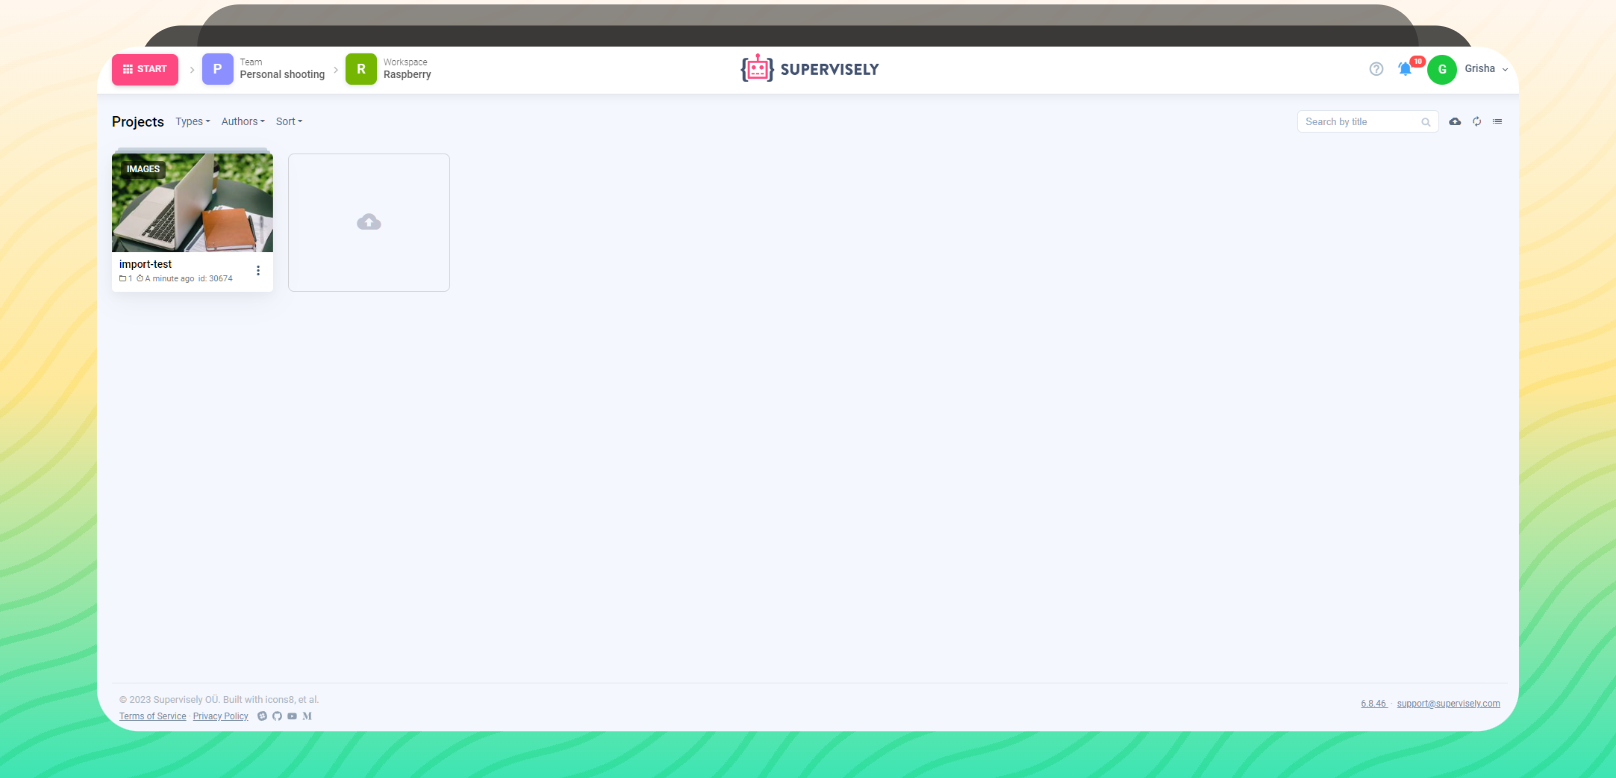 START
P
Team
Personal shooting
R
Workspace
Raspberry
SUPERVISELY
10
G
Grisha
Projects
Types
Authors
Sort
Search by title
IMAGES
import-test
1 A minute ago id: 30674
© 2023 Supervisely OÜ. Built with icons8, et al.
Terms of Service · Privacy Policy
6.8.46 · support@supervisely.com